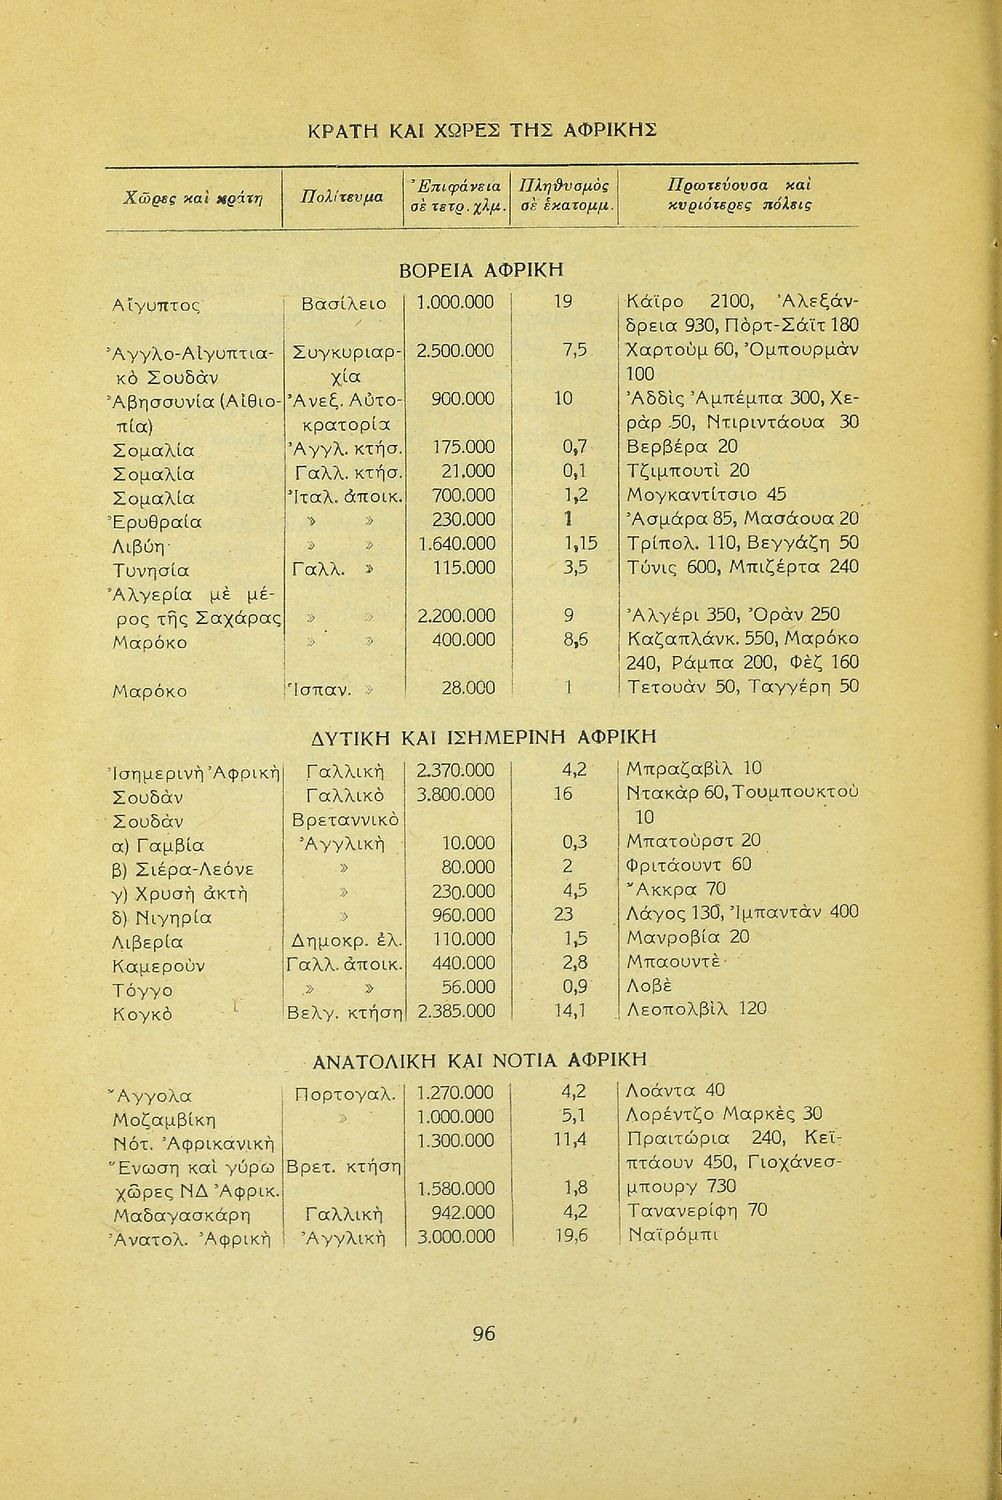 ΚΡΑΤΗ ΚΑΙ ΧΩΡΕΣ ΤΗΣ ΑΦΡΙΚΗΣ
Χῶρες καὶ κράτη Πολίτευμα Ἐπιφάνεια σὲ τετρ. χλμ. Πληθυσμὸς σὲ ἑκατομμ. Πρωτεύουσα καὶ κυριότερες πόλεις
ΒΟΡΕΙΑ ΑΦΡΙΚΗ
Αἴγυπτος Βασίλειο 1.000.000 19 Κάϊρο 2100, Ἀλεξάν-
δρεια 930, Πὸρτ-Σάϊτ 180
Ἀγγλο-Αἰγυπτια- Συγκυριαρ- 2.500.000 7,5 Χαρτοὺμ 60, Ὀμπουρμὰν
κὸ Σουδὰν χία 100
Ἀβησσυνία (Αἰθιο- Ἀνεξ. Αὐτο- 900.000 10 Ἀδδὶς Ἀμπέμπα 300, Χε-
πία) κρατορία ρὰρ 50, Ντιριντάουα 30
Σομαλία Ἀγγλ. κτήσ. 175.000 0,7 Βερβέρα 20
Σομαλία Γαλλ. κτήσ. 21.000 0,1 Τζιμπουτὶ 20
Σομαλία Ἰταλ. ἀποικ. 700.000 1,2 Μογκαντίτσιο 45
Ἐρυθραία » » 230.000 1 Ἀσμάρα 85, Μασάουα 20
Λιβύη » » 1.640.000 1,15 Τρίπολ. 110, Βεγγάζη 50
Τυνησία Γαλλ. » 115.000 3,5 Τύνις 600, Μπιζέρτα 240
Ἀλγερία μὲ μέ-
ρος τῆς Σαχάρας » » 2.200.000 9 Ἀλγέρι 350, Ὀρὰν 250
Μαρόκο » » 400.000 8,6 Καζαπλάνκ. 550, Μαρόκο
240, Ράμπα 200, Φὲζ 160
Μαρόκο Ἱσπαν. » 28.000 1 Τετουὰν 50, Ταγγέρη 50
ΔΥΤΙΚΗ ΚΑΙ ΙΣΗΜΕΡΙΝΗ ΑΦΡΙΚΗ
Ἰσημερινὴ Ἀφρικὴ Γαλλικὴ 2.370.000 4,2 Μπραζαβὶλ 10
Σουδὰν Γαλλικὸ 3.800.000 16 Ντακὰρ 60, Τουμπουκτοὺ
Σουδὰν Βρεταννικὸ 10
α) Γαμβία Ἀγγλικὴ 10.000 0,3 Μπατοὺρστ 20
β) Σιέρα-Λεόνε » 80.000 2 Φριτάουντ 60
γ) Χρυσὴ ἀκτὴ » 230.000 4,5 Ἄκκρα 70
δ) Νιγηρία » 960.000 23 Λάγος 130, Ἰμπαντὰν 400
Λιβερία Δημοκρ. ἐλ. 110.000 1,5 Μανροβία 20
Καμεροὺν Γαλλ. ἀποικ. 440.000 2,8 Μπαουντὲ
Τόγγο » » 56.000 0,9 Λοβὲ
Κογκὸ Βελγ. κτήση 2.385.000 14,1 Λεοπολβὶλ 120
ΑΝΑΤΟΛΙΚΗ ΚΑΙ ΝΟΤΙΑ ΑΦΡΙΚΗ
Ἄγγολα Πορτογαλ. 1.270.000 4,2 Λοάντα 40
Μοζαμβίκη » 1.000.000 5,1 Λορέντζο Μαρκὲς 30
Νότ. Ἀφρικανικὴ 1.300.000 11,4 Πραιτώρια 240, Κεϊ-
Ἕνωση καὶ γύρω Βρετ. κτήση πτάουν 450, Γιοχάνεσ-
χῶρες ΝΔ Ἀφρικ. 1.580.000 1,8 μπουργ 730
Μαδαγασκάρη Γαλλικὴ 942.000 4,2 Τανανερίφη 70
Ἀνατολ. Ἀφρικὴ Ἀγγλικὴ 3.000.000 19,6 Ναϊρόμπι
96